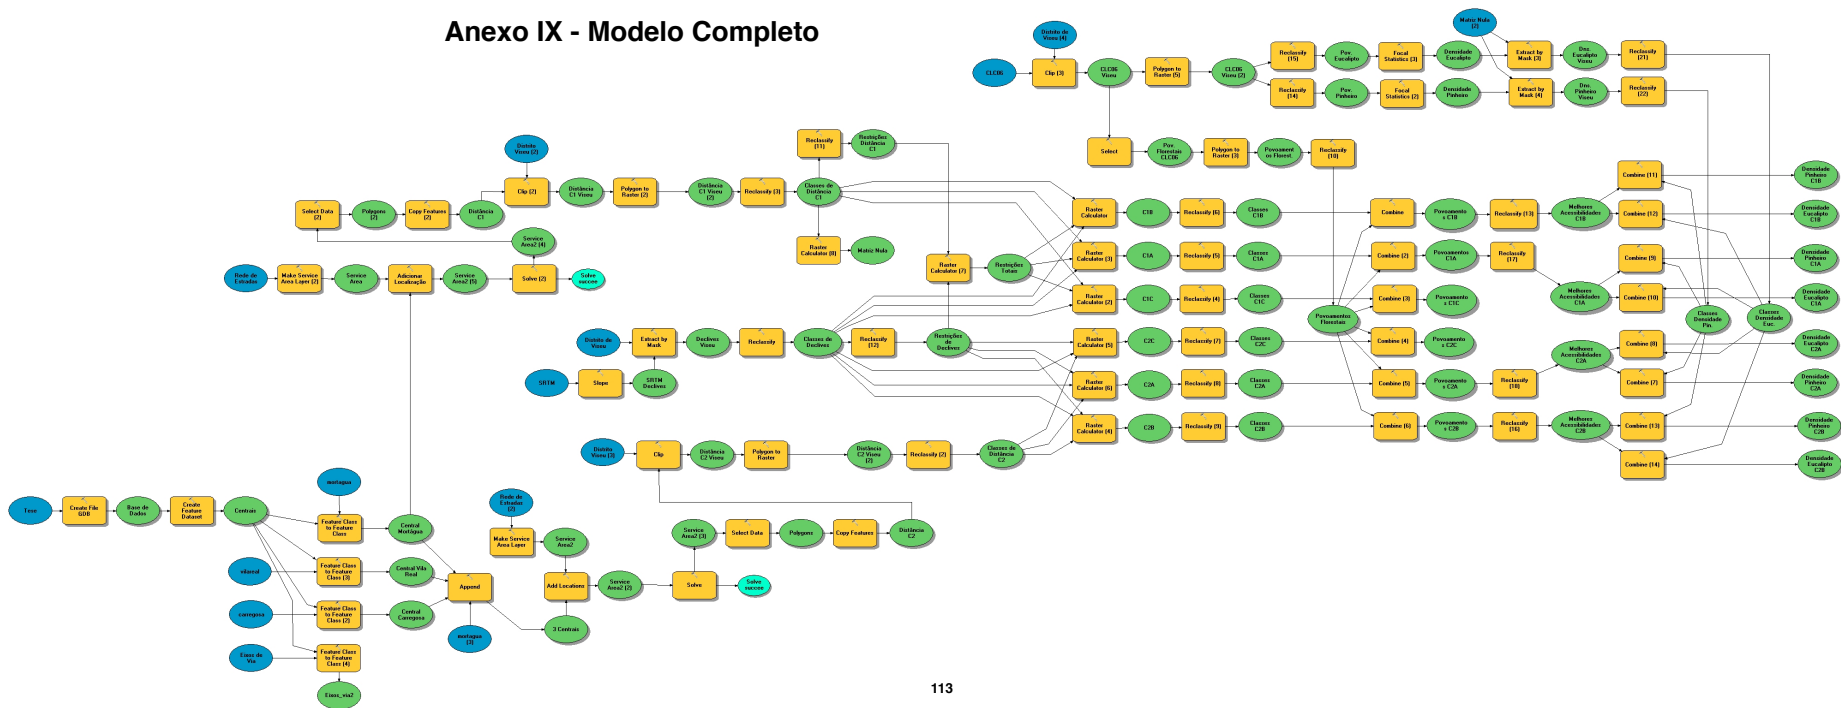 Anexo IX - Modelo Completo
Matriz Nula
(2)
Distrito de
Viseu (4)
CLC06
Clip (3)
CLC06
Viseu
Polygon to
Raster (5)
CLC06
Viseu (2)
Reclassify
(15)
Pov.
Eucalipto
Focal
Statistics (3)
Densidade
Eucalipto
Extract by
Mask (3)
Dns.
Eucalipto
Viseu
Reclassify
(21)
Reclassify
(14)
Pov.
Pinheiro
Focal
Statistics (2)
Densidade
Pinheiro
Extract by
Mask (4)
Dns.
Pinheiro
Viseu
Reclassify
(22)
Select
Pov.
Florestais
CLC06
Polygon to
Raster (3)
Povoament
os Florest.
Reclassify
(10)
Distrito
Viseu (2)
Reclassify
(11)
Restrições
Distância
C1
Select Data
(2)
Polygons
(2)
Copy Features
(2)
Distância
C1
Clip (2)
Distância
C1 Viseu
Polygon to
Raster (2)
Distância
C1 Viseu
(2)
Reclassify (3)
Classes de
Distância
C1
Raster
Calculator (8)
Matriz Nula
Service
Area2 (4)
Rede de
Estradas
Make Service
Area Layer (2)
Service
Area
Adicionar
Localização
Service
Area2 (5)
Solve (2)
Solve
succee
Raster
Calculator (7)
Restrições
Totais
Raster
Calculator
C1B
Reclassify (6)
Classes
C1B
Combine
Povoamento
s C1B
Reclassify (13)
Melhores
Acessibilidades
C1B
Combine (11)
Densidade
Pinheiro
C1B
Combine (12)
Densidade
Eucalipto
C1B
Raster
Calculator (3)
C1A
Reclassify (5)
Classes
C1A
Combine (2)
Povoamentos
C1A
Reclassify
(17)
Melhores
Acessibilidades
C1A
Combine (9)
Densidade
Pinheiro
C1A
Combine (10)
Densidade
Eucalipto
C1A
Raster
Calculator (2)
C1C
Reclassify (4)
Classes
C1C
Combine (3)
Povoamento
s C1C
Povoamentos
Florestais
Classes
Densidade
Pin.
Classes
Densidade
Euc.
Distrito de
Viseu
Extract by
Mask
Declives
Viseu
Reclassify
Classes de
Declives
Reclassify
(12)
Restrições
de
Declives
Raster
Calculator (5)
C2C
Reclassify (7)
Classes
C2C
Combine (4)
Povoamento
s C2C
Melhores
Acessibilidades
C2A
Combine (8)
Densidade
Eucalipto
C2A
SRTM
Slope
SRTM
Declives
Raster
Calculator (6)
C2A
Reclassify (8)
Classes
C2A
Combine (5)
Povoamento
s C2A
Reclassify
(18)
Combine (7)
Densidade
Pinheiro
C2A
Raster
Calculator (4)
C2B
Reclassify (9)
Classes
C2B
Combine (6)
Povoamento
s C2B
Reclassify
(16)
Melhores
Acessibilidades
C2B
Combine (13)
Densidade
Pinheiro
C2B
Combine (14)
Densidade
Eucalipto
C2B
Distrito
Viseu (3)
Clip
Distância
C2 Viseu
Polygon to
Raster
Distância
C2 Viseu
(2)
Reclassify (2)
Classes de
Distância
C2
Tese
Create File
GDB
Base de
Dados
Create
Feature
Dataset
Centrais
mortagua
Feature Class
to Feature
Class
Central
Mortágua
Rede de
Estradas
(2)
Make Service
Area Layer
Service
Area2
Service
Area2 (3)
Select Data
Polygons
Copy Features
Distância
C2
vilareal
Feature Class
to Feature
Class (3)
Central Vila
Real
Append
Add Locations
Service
Area2 (2)
Solve
Solve
succee
carregosa
Feature Class
to Feature
Class (2)
Central
Carregosa
mortagua
(3)
3 Centrais
Eixos de
Via
Feature Class
to Feature
Class (4)
Eixos_via2
113